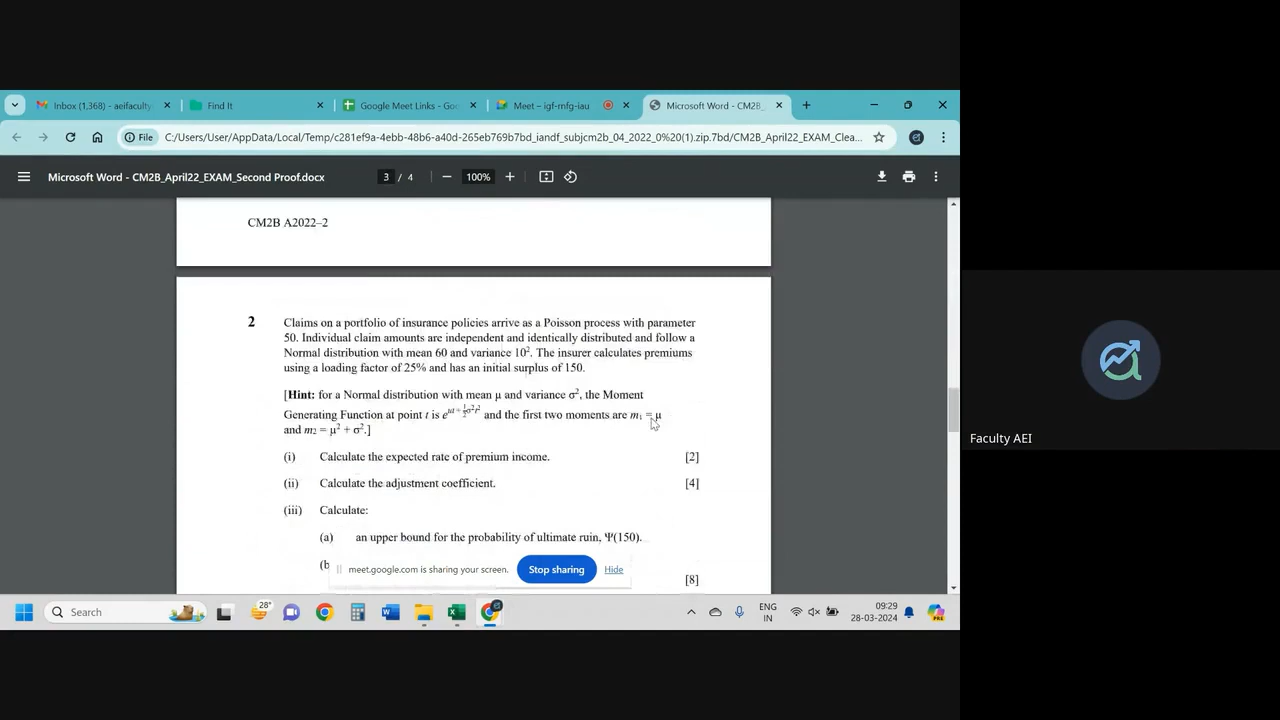 Inbox (1,368) - aeifaculty
Find It
Google Meet Links - Goo
Meet – igf-rnfg-iau
Microsoft Word - CM2B_
File
C:/Users/User/AppData/Local/Temp/c281ef9a-4ebb-48b6-a40d-265eb769b7bd_iandf_subjcm2b_04_2022_0%20(1).zip.7bd/CM2B_April22_EXAM_Clea...
Microsoft Word - CM2B_April22_EXAM_Second Proof.docx
3 / 4
100%
CM2B A2022–2
2 Claims on a portfolio of insurance policies arrive as a Poisson process with parameter
50. Individual claim amounts are independent and identically distributed and follow a
Normal distribution with mean 60 and variance 10². The insurer calculates premiums
using a loading factor of 25% and has an initial surplus of 150.
[Hint: for a Normal distribution with mean μ and variance σ², the Moment
Generating Function at point t is e^{μt + ½σ²t²} and the first two moments are m₁ = μ
and m₂ = μ² + σ².]
(i) Calculate the expected rate of premium income. [2]
(ii) Calculate the adjustment coefficient. [4]
(iii) Calculate:
(a) an upper bound for the probability of ultimate ruin, Ψ(150).
(b
[8]
meet.google.com is sharing your screen.
Stop sharing
Hide
Faculty AEI
Search
28°
ENG
IN
09:29
28-03-2024